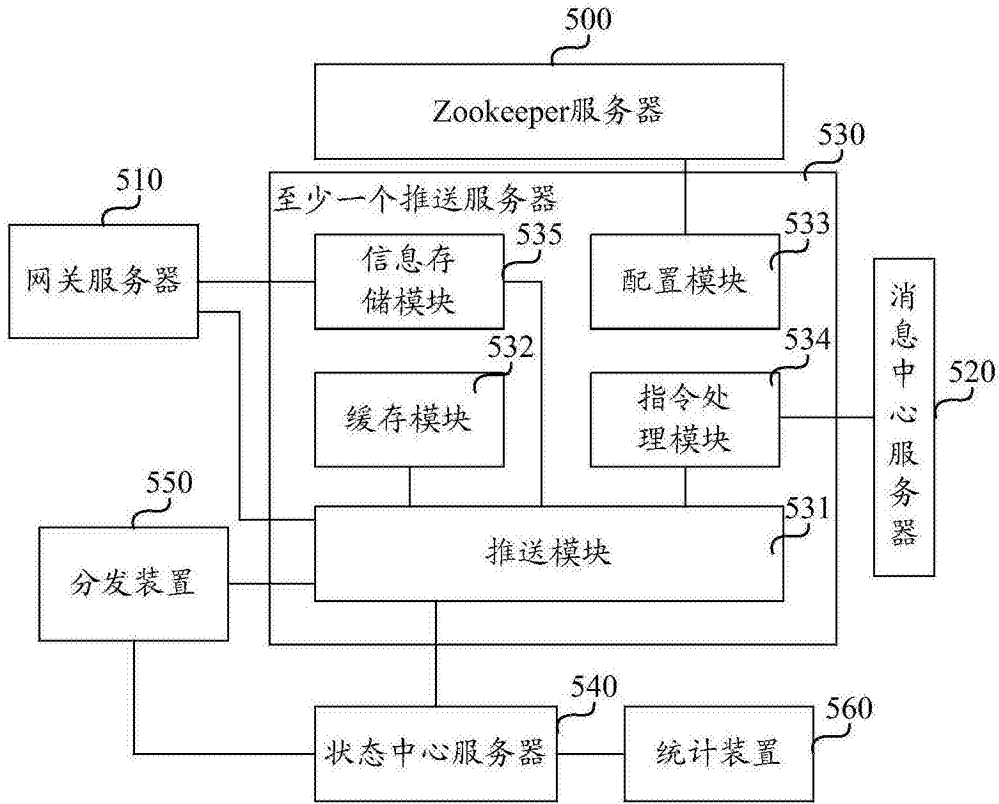 500
Zookeeper服务器
530
510
至少一个推送服务器
535
533
网关服务器
信息存
储模块
配置模块
532
534
缓存模块
指令处
理模块
消息中心服务器
520
550
531
分发装置
推送模块
540
560
状态中心服务器
统计装置